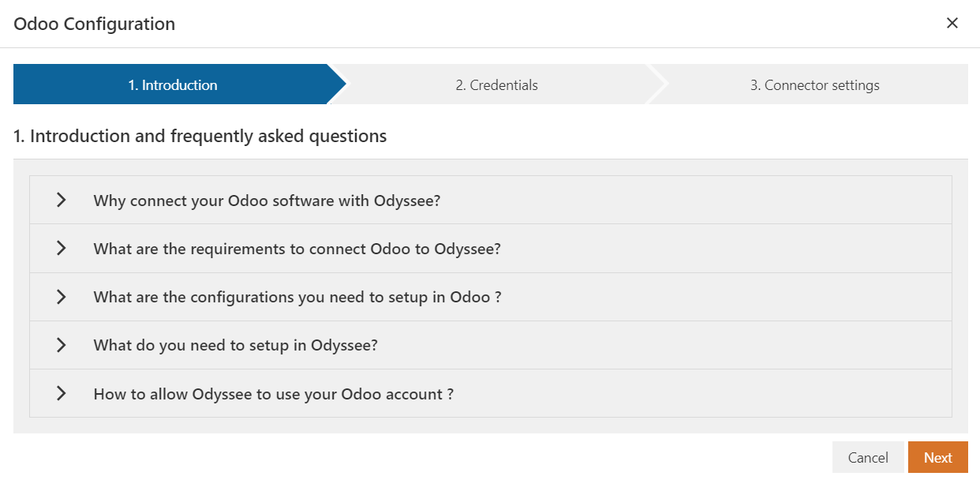 Odoo Configuration
1. Introduction
2. Credentials
3. Connector settings
1. Introduction and frequently asked questions
Why connect your Odoo software with Odyssee?
What are the requirements to connect Odoo to Odyssee?
What are the configurations you need to setup in Odoo ?
What do you need to setup in Odyssee?
How to allow Odyssee to use your Odoo account ?
Cancel
Next